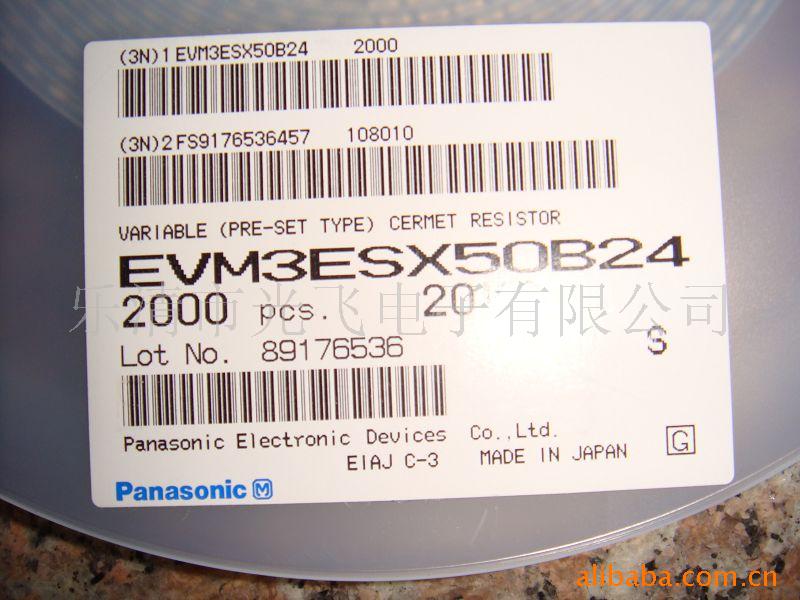 (3N)1 EVM3ESX50B24 2000
(3N)2 FS9176536457 108010
VARIABLE (PRE-SET TYPE) CERMET RESISTOR
EVM3ESX50B24
2000 pcs. 20
乐清市光飞电子有限公司
S
Lot No. 89176536
Panasonic Electronic Devices Co.,Ltd.
EIAJ C-3 MADE IN JAPAN G
Panasonic M
alibaba.com.cn